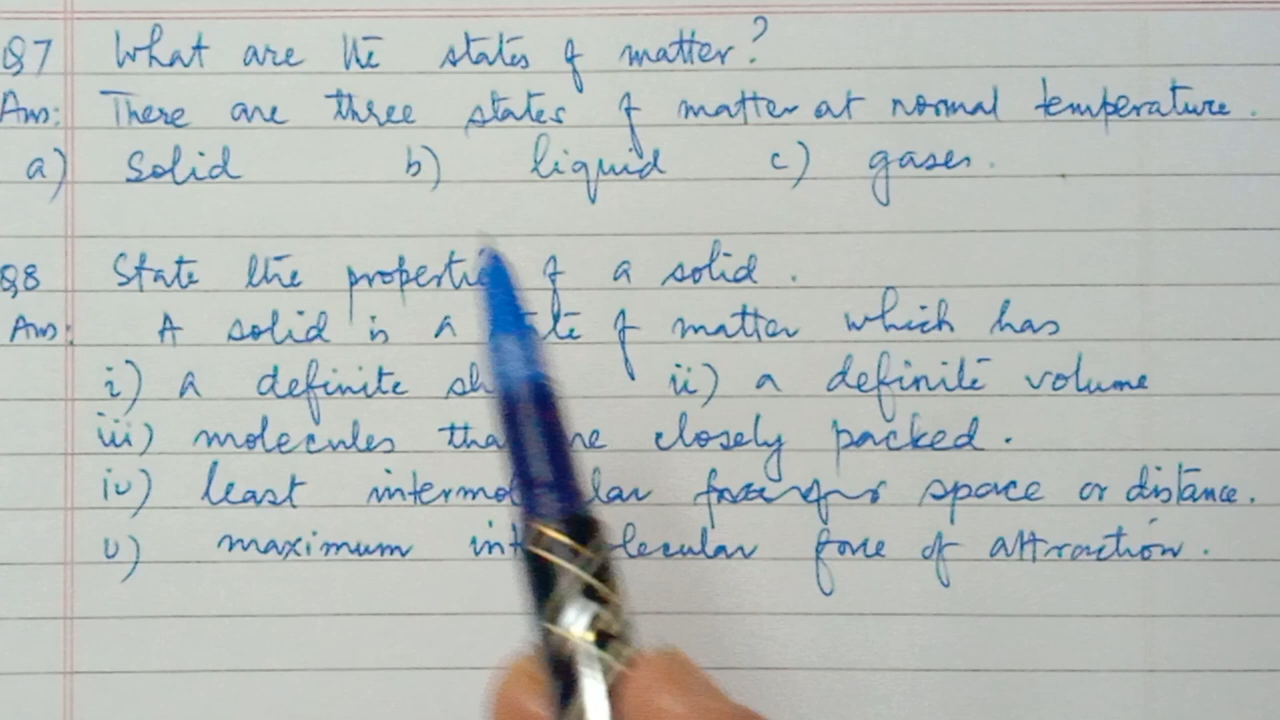 Q7 What are the states of matter?
Ans: There are three states of matter at normal temperature.
a) solid b) liquid c) gases.
Q8 State the of a solid.
Ans: A solid is a of matter which has
i) a definite ii) a definite volume
iii) molecules closely packed.
iv) least space or distance.
v) maximum force of attraction.